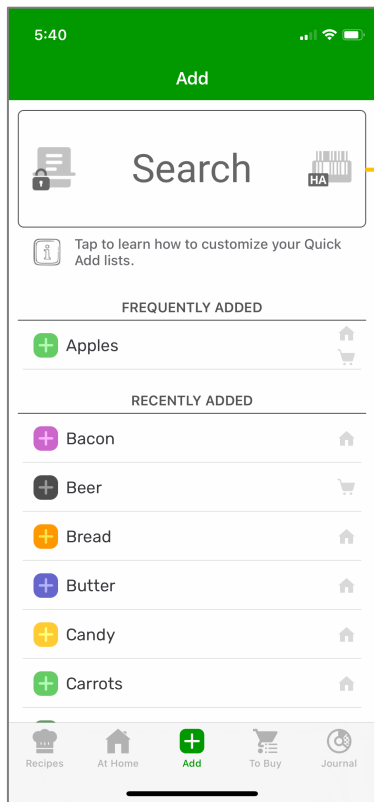 5:40
Add
Search
HA
i
Tap to learn how to customize your Quick
Add lists.
FREQUENTLY ADDED
Apples
RECENTLY ADDED
Bacon
Beer
Bread
Butter
Candy
Carrots
Recipes
At Home
Add
To Buy
Journal